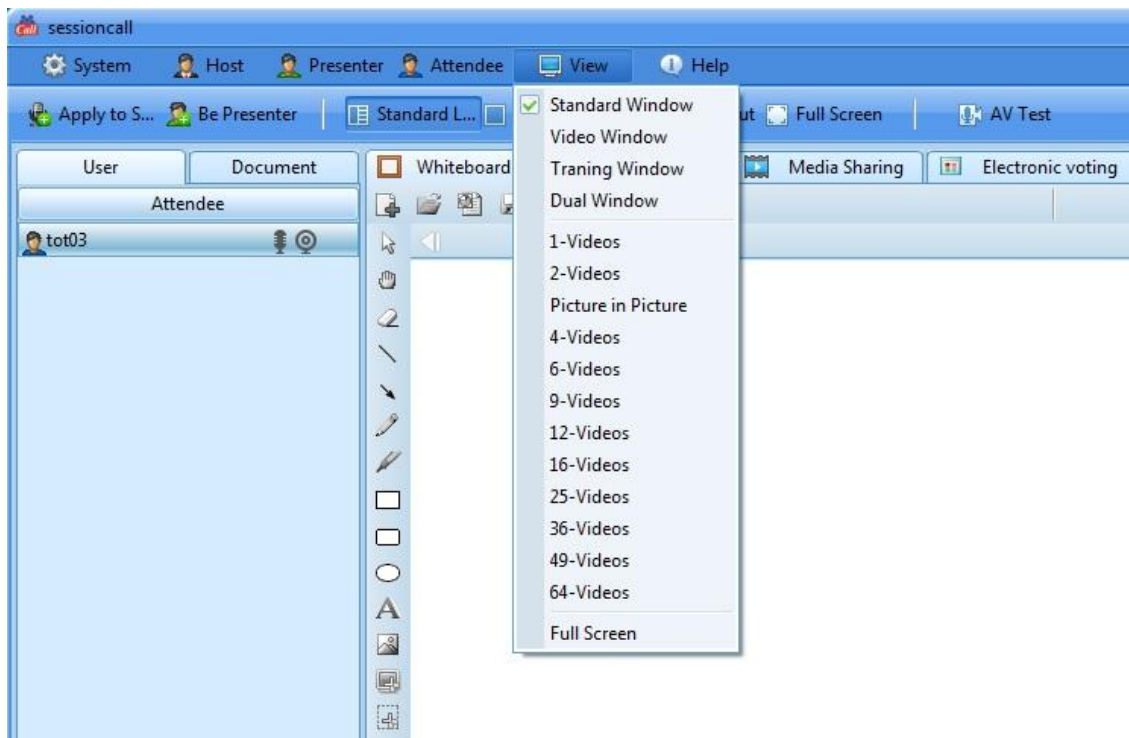 Call sessioncall
System Host Presenter Attendee View Help
Apply to S... Be Presenter Standard L... ut Full Screen AV Test
User Document Whiteboard Media Sharing Electronic voting
Attendee
tot03
Standard Window
Video Window
Traning Window
Dual Window
1-Videos
2-Videos
Picture in Picture
4-Videos
6-Videos
9-Videos
12-Videos
16-Videos
25-Videos
36-Videos
49-Videos
64-Videos
Full Screen
A